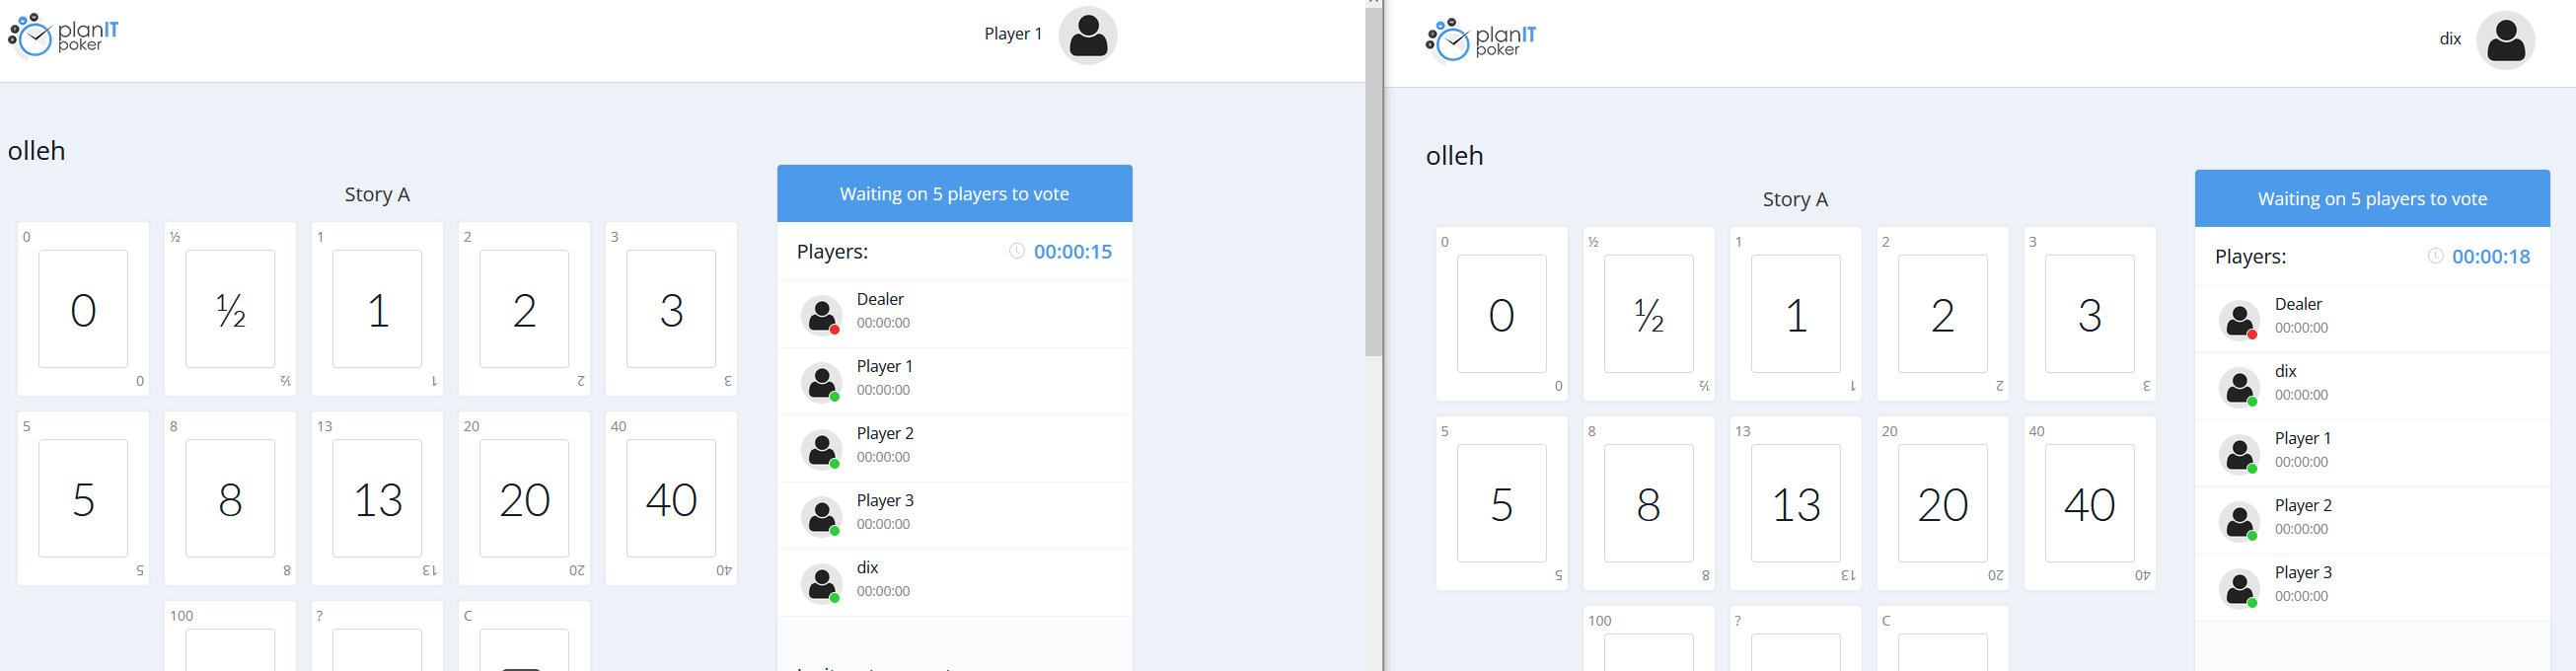 planIT
poker
Player 1
olleh
Story A
Waiting on 5 players to vote
Players:
00:00:15
0
0
0
½
½
½
1
1
1
2
2
2
3
3
3
5
5
5
8
8
8
13
13
13
20
20
20
40
40
40
100
?
C
Dealer
00:00:00
Player 1
00:00:00
Player 2
00:00:00
Player 3
00:00:00
dix
00:00:00
planIT
poker
dix
olleh
Story A
Waiting on 5 players to vote
Players:
00:00:18
0
0
0
½
½
½
1
1
1
2
2
2
3
3
3
5
5
5
8
8
8
13
13
13
20
20
20
40
40
40
100
?
C
Dealer
00:00:00
dix
00:00:00
Player 1
00:00:00
Player 2
00:00:00
Player 3
00:00:00